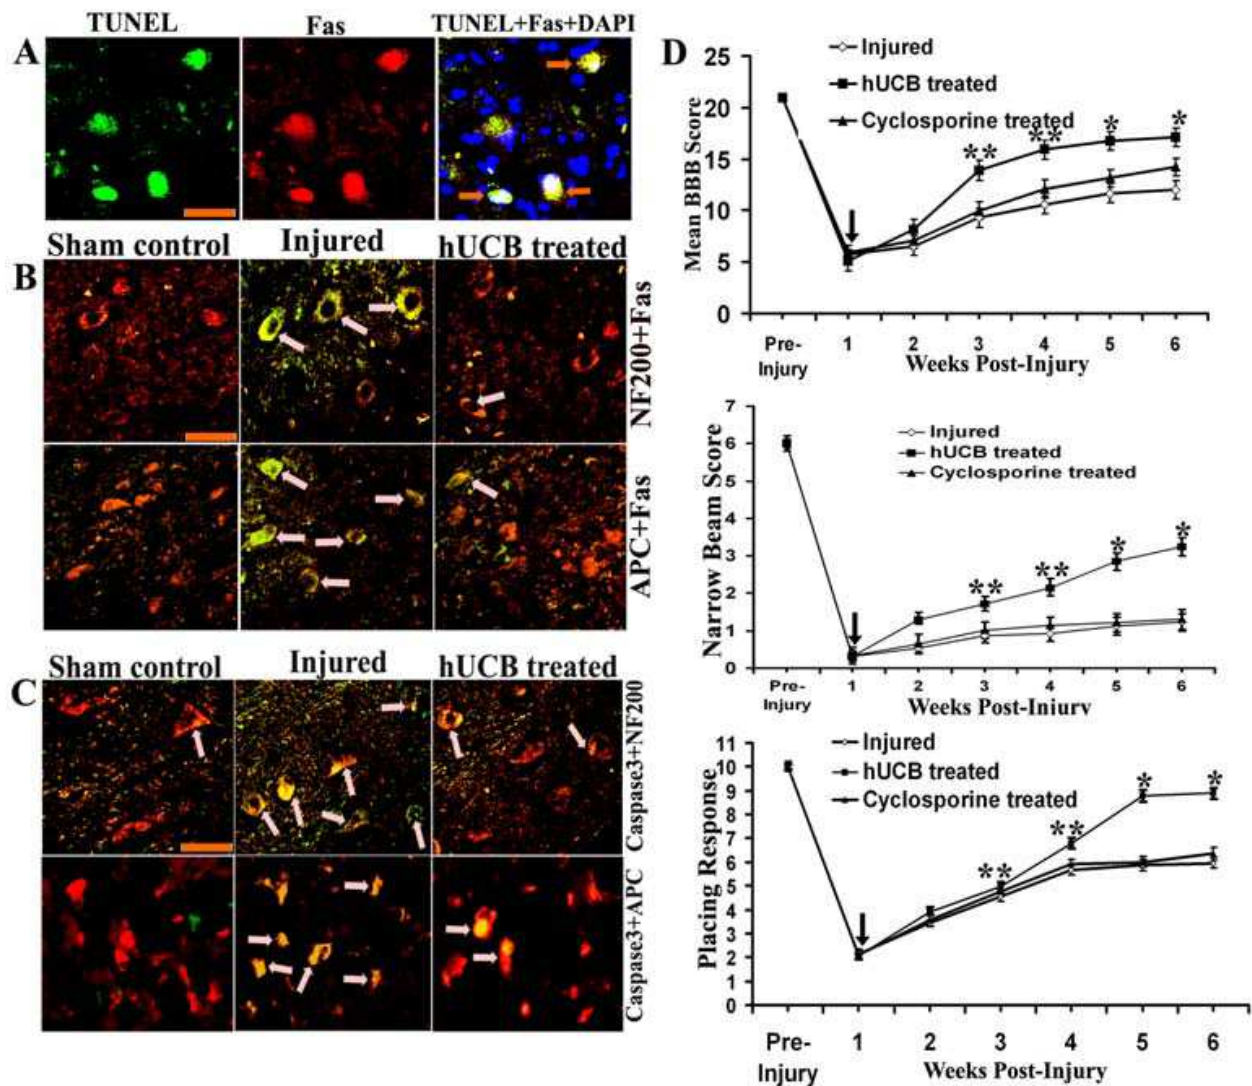 TUNEL Fas TUNEL+Fas+DAPI
A
Sham control Injured hUCB treated
B
NF200+Fas
APC+Fas
Sham control Injured hUCB treated
C
Caspase3+NF200
Caspase3+APC
D
Injured
hUCB treated
Cyclosporine treated
25
20
15
10
5
0
Mean BBB Score
** ** * *
Pre-Injury 1 2 3 4 5 6
Weeks Post-Injury
Injured
hUCB treated
Cyclosporine treated
7
6
5
4
3
2
1
0
Narrow Beam Score
** ** * *
Pre-Injury 1 2 3 4 5 6
Weeks Post-Injury
Injured
hUCB treated
Cyclosporine treated
11
10
9
8
7
6
5
4
3
2
1
0
Placing Response
** ** * *
Pre-Injury 1 2 3 4 5 6
Weeks Post-Injury